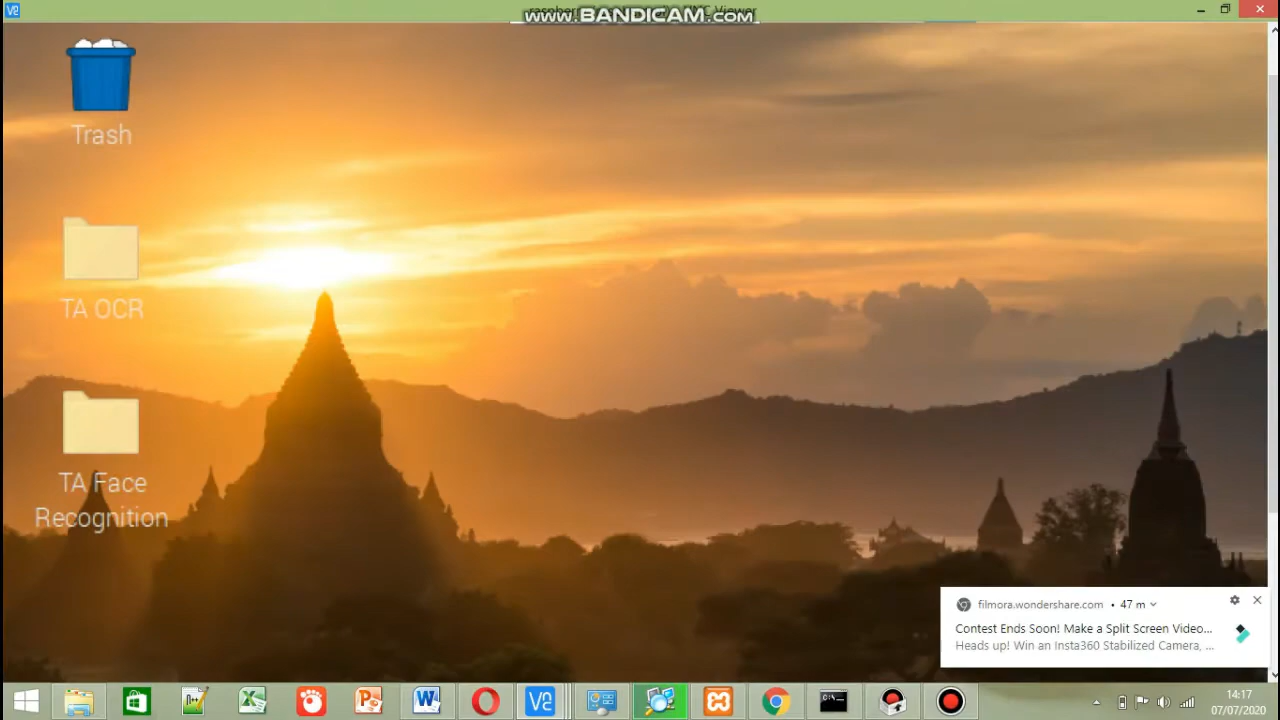 WWW.BANDICAM.COM
Trash
TA OCR
TA Face
Recognition
filmora.wondershare.com • 47 m
Contest Ends Soon! Make a Split Screen Video...
Heads up! Win an Insta360 Stabilized Camera, ...
14:17
07/07/2020